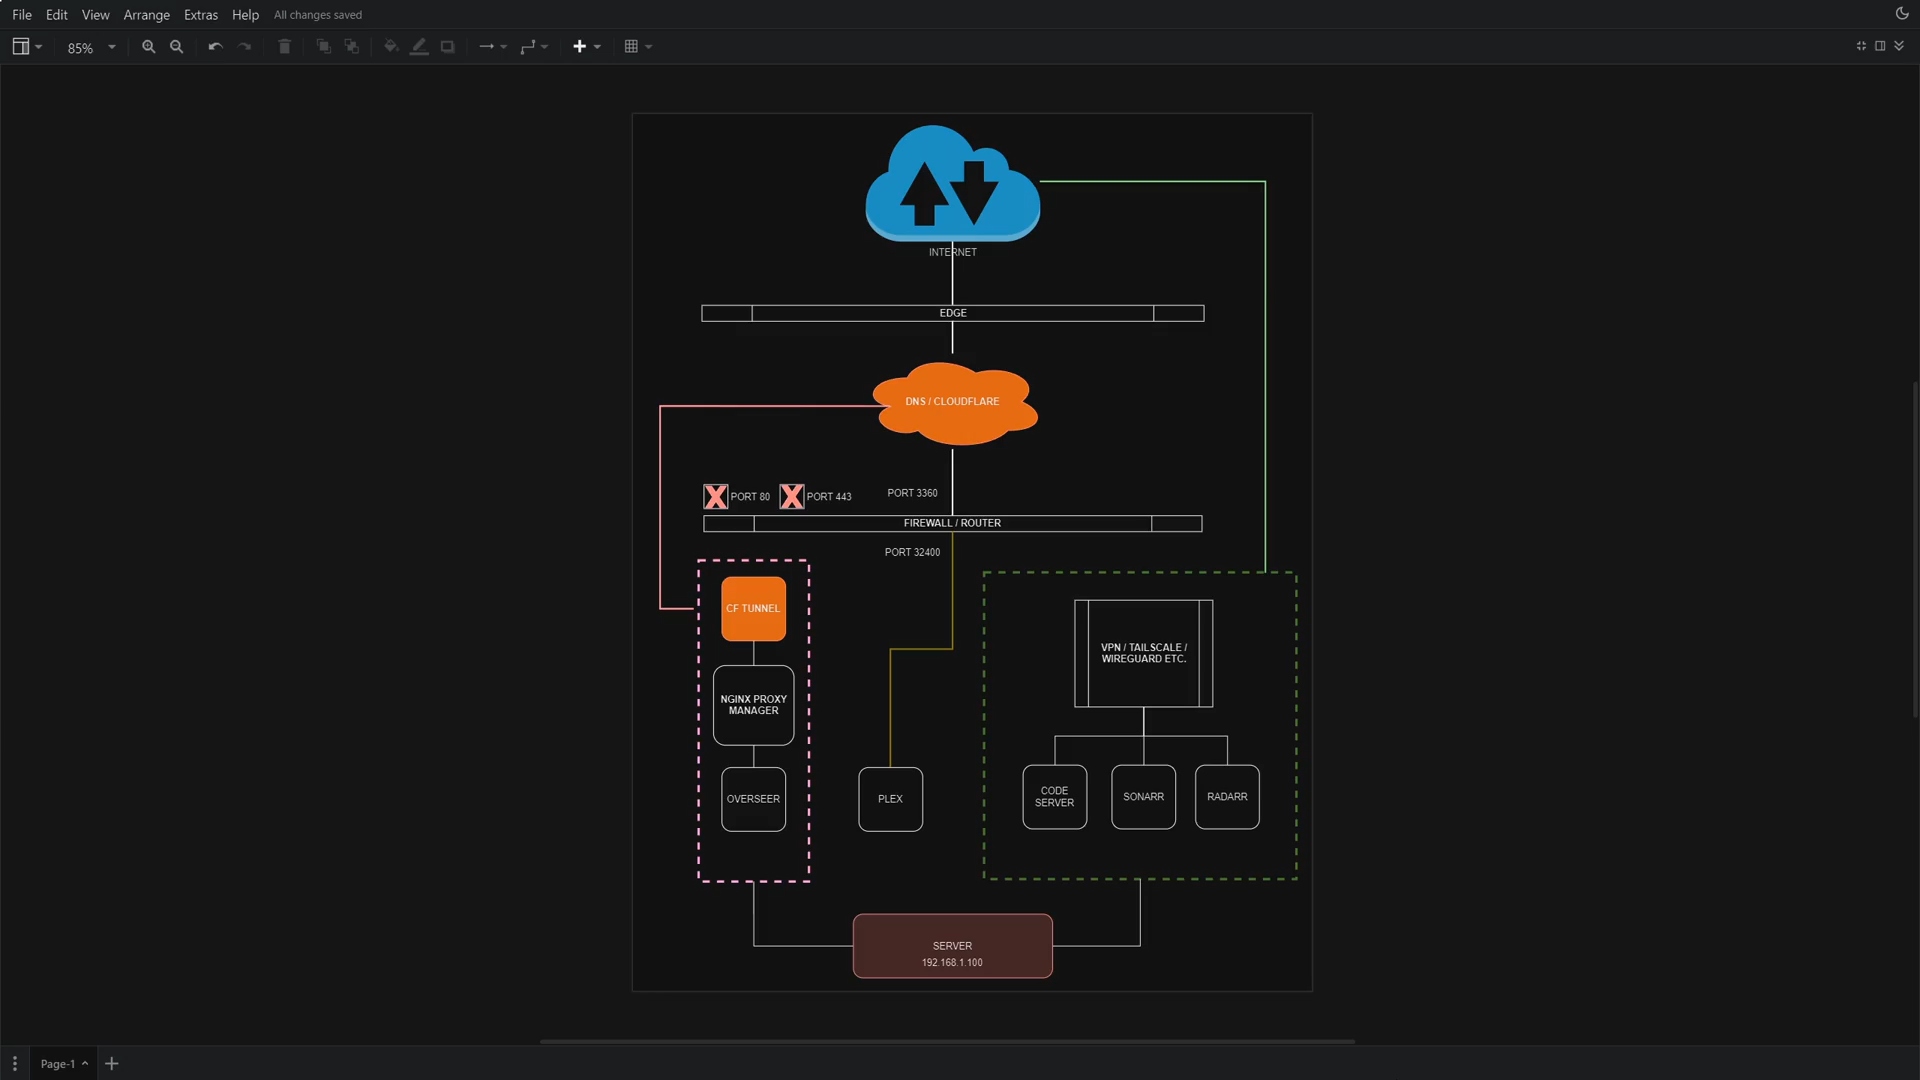 File Edit View Arrange Extras Help All changes saved
85%
INTERNET
EDGE
DNS / CLOUDFLARE
PORT 80 PORT 443 PORT 3360
FIREWALL / ROUTER
PORT 32400
CF TUNNEL
NGINX PROXY
MANAGER
OVERSEER
PLEX
VPN / TAILSCALE /
WIREGUARD ETC.
CODE
SERVER
SONARR
RADARR
SERVER
192.168.1.100
Page-1